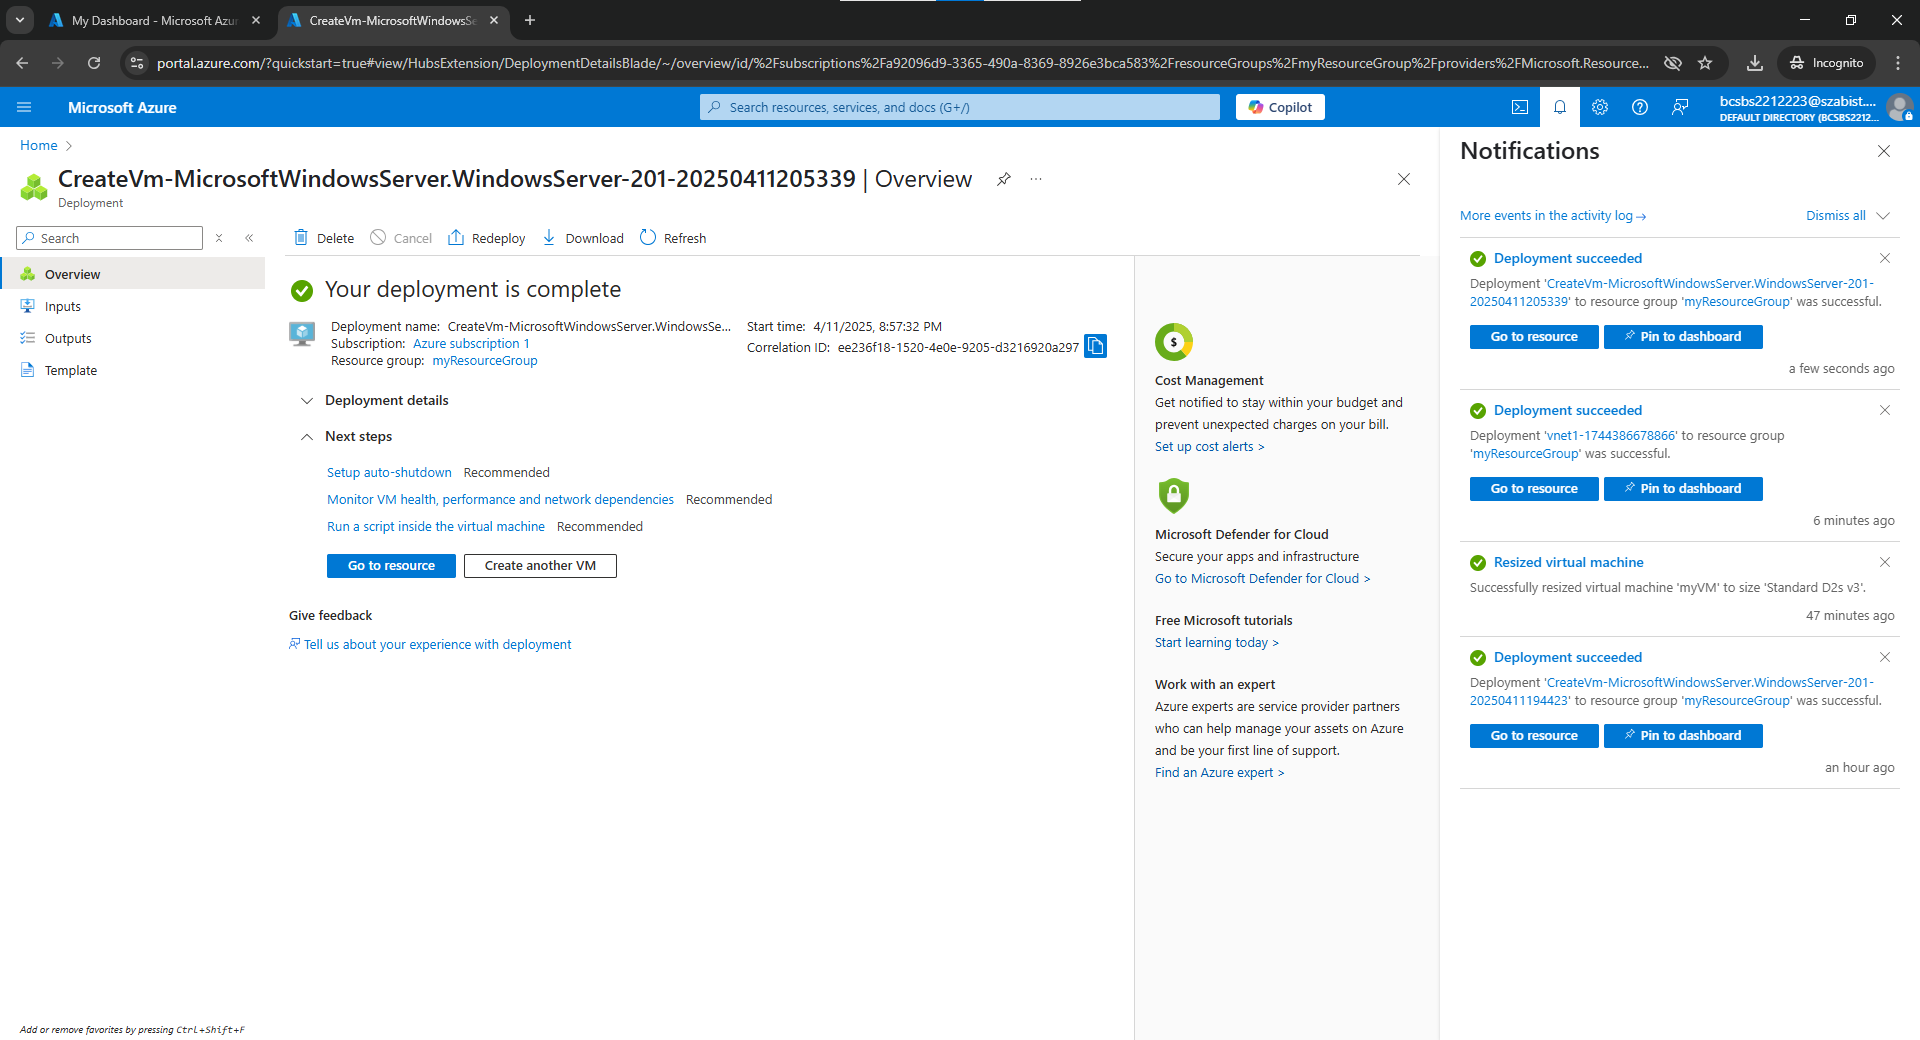 My Dashboard - Microsoft Azur
CreateVm-MicrosoftWindowsSe
portal.azure.com/?quickstart=true#view/HubsExtension/DeploymentDetailsBlade/~/overview/id/%2Fsubscriptions%2Fa92096d9-3365-490a-8369-8926e3bca583%2FresourceGroups%2FmyResourceGroup%2Fproviders%2FMicrosoft.Resource...
Incognito
Microsoft Azure
Search resources, services, and docs (G+/)
Copilot
bcsbs2212223@szabist....
DEFAULT DIRECTORY (BCSBS2212...
Home
CreateVm-MicrosoftWindowsServer.WindowsServer-201-20250411205339 | Overview
Deployment
Search
Overview
Inputs
Outputs
Template
Delete
Cancel
Redeploy
Download
Refresh
Your deployment is complete
Deployment name: CreateVm-MicrosoftWindowsServer.WindowsSe...
Subscription: Azure subscription 1
Resource group: myResourceGroup
Start time: 4/11/2025, 8:57:32 PM
Correlation ID: ee236f18-1520-4e0e-9205-d3216920a297
Deployment details
Next steps
Setup auto-shutdown Recommended
Monitor VM health, performance and network dependencies Recommended
Run a script inside the virtual machine Recommended
Go to resource
Create another VM
Give feedback
Tell us about your experience with deployment
$
Cost Management
Get notified to stay within your budget and
prevent unexpected charges on your bill.
Set up cost alerts >
Microsoft Defender for Cloud
Secure your apps and infrastructure
Go to Microsoft Defender for Cloud >
Free Microsoft tutorials
Start learning today >
Work with an expert
Azure experts are service provider partners
who can help manage your assets on Azure
and be your first line of support.
Find an Azure expert >
Notifications
More events in the activity log →
Dismiss all
Deployment succeeded
Deployment 'CreateVm-MicrosoftWindowsServer.WindowsServer-201-
20250411205339' to resource group 'myResourceGroup' was successful.
Go to resource
Pin to dashboard
a few seconds ago
Deployment succeeded
Deployment 'vnet1-1744386678866' to resource group
'myResourceGroup' was successful.
Go to resource
Pin to dashboard
6 minutes ago
Resized virtual machine
Successfully resized virtual machine 'myVM' to size 'Standard D2s v3'.
47 minutes ago
Deployment succeeded
Deployment 'CreateVm-MicrosoftWindowsServer.WindowsServer-201-
20250411194423' to resource group 'myResourceGroup' was successful.
Go to resource
Pin to dashboard
an hour ago
Add or remove favorites by pressing Ctrl+Shift+F